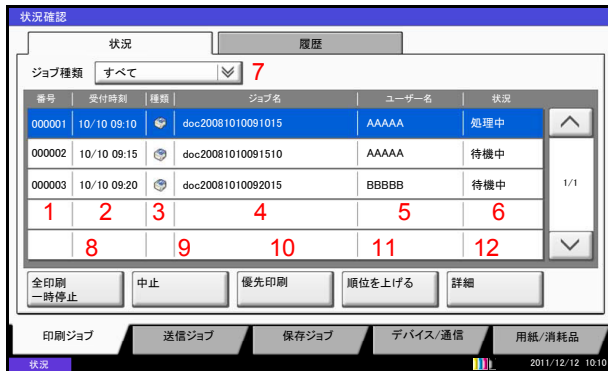 状況確認
状況 履歴
ジョブ種類 すべて 7
番号 受付時刻 種類 ジョブ名 ユーザー名 状況
000001 10/10 09:10 doc20081010091015 AAAAA 処理中
000002 10/10 09:15 doc20081010091510 AAAAA 待機中
000003 10/10 09:20 doc20081010092015 BBBBB 待機中 1/1
1 2 3 4 5 6
8 9 10 11 12
全印刷 中止 優先印刷 順位を上げる 詳細
一時停止
印刷ジョブ 送信ジョブ 保存ジョブ デバイス/通信 用紙/消耗品
状況 2011/12/12 10:10